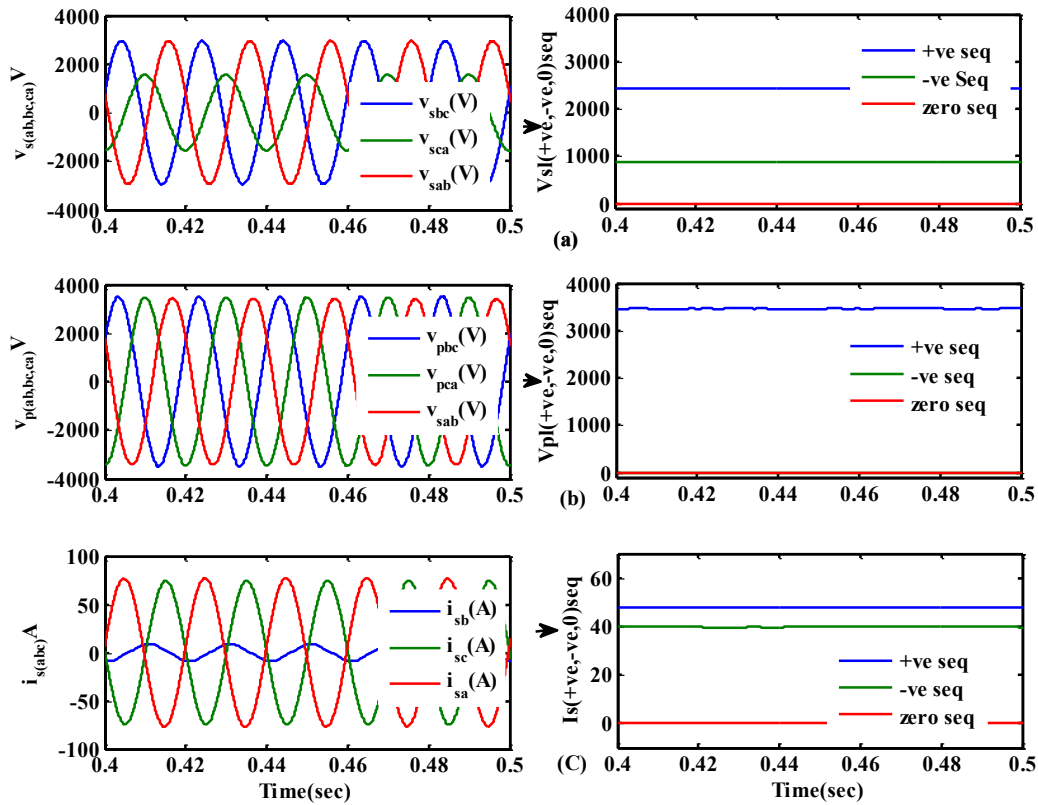 v_s(ab,bc,ca)V
4000
2000
0
-2000
-4000
v_sbc(V)
v_sca(V)
v_sab(V)
0.4 0.42 0.44 0.46 0.48 0.5
Vsl(+ve,-ve,0)seq
4000
3000
2000
1000
0
+ve seq
-ve Seq
zero seq
0.4 0.42 0.44 0.46 0.48 0.5
(a)
v_p(ab,bc,ca)V
4000
2000
0
-2000
-4000
v_pbc(V)
v_pca(V)
v_sab(V)
0.4 0.42 0.44 0.46 0.48 0.5
Vpl(+ve,-ve,0)seq
4000
3000
2000
3000
4000
0
+ve seq
-ve seq
zero seq
0.4 0.42 0.44 0.46 0.48 0.5
(b)
i_s(abc)A
100
50
0
-50
-100
i_sb(A)
i_sc(A)
i_sa(A)
0.4 0.42 0.44 0.46 0.48 0.5
Time(sec)
Is(+ve,-ve,0)seq
60
40
20
0
+ve seq
-ve seq
zero seq
0.4 0.42 0.44 0.46 0.48 0.5
Time(sec)
(C)